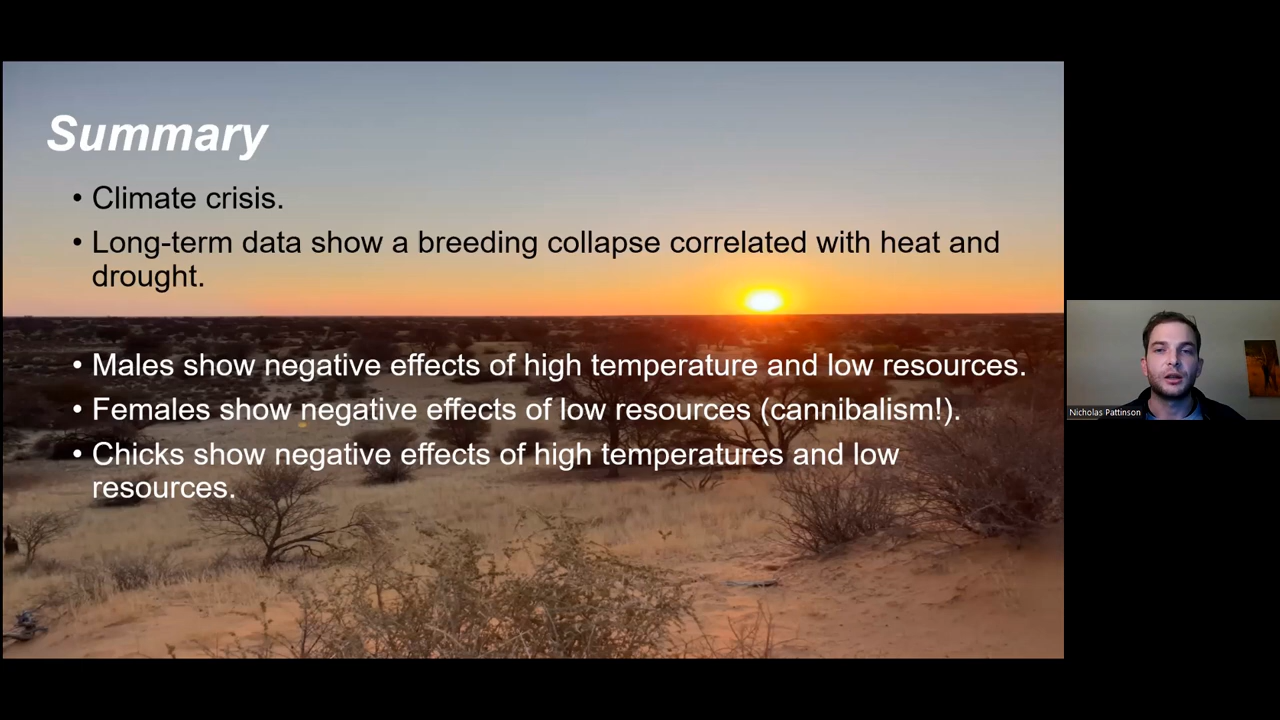 Summary
• Climate crisis.
• Long-term data show a breeding collapse correlated with heat and
drought.
• Males show negative effects of high temperature and low resources.
• Females show negative effects of low resources (cannibalism!).
• Chicks show negative effects of high temperatures and low
resources.
Nicholas Pattinson